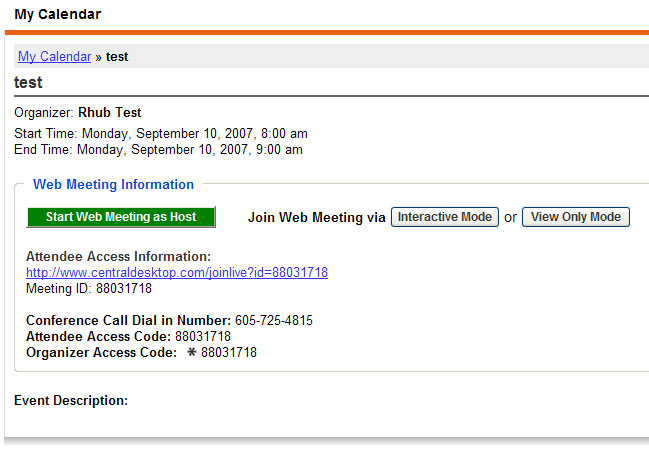 My Calendar
My Calendar » test
test
Organizer: Rhub Test
Start Time: Monday, September 10, 2007, 8:00 am
End Time: Monday, September 10, 2007, 9:00 am
Web Meeting Information
Start Web Meeting as Host Join Web Meeting via Interactive Mode or View Only Mode
Attendee Access Information:
http://www.centraldesktop.com/joinlive?id=88031718
Meeting ID: 88031718
Conference Call Dial in Number: 605-725-4815
Attendee Access Code: 88031718
Organizer Access Code: ✱ 88031718
Event Description: